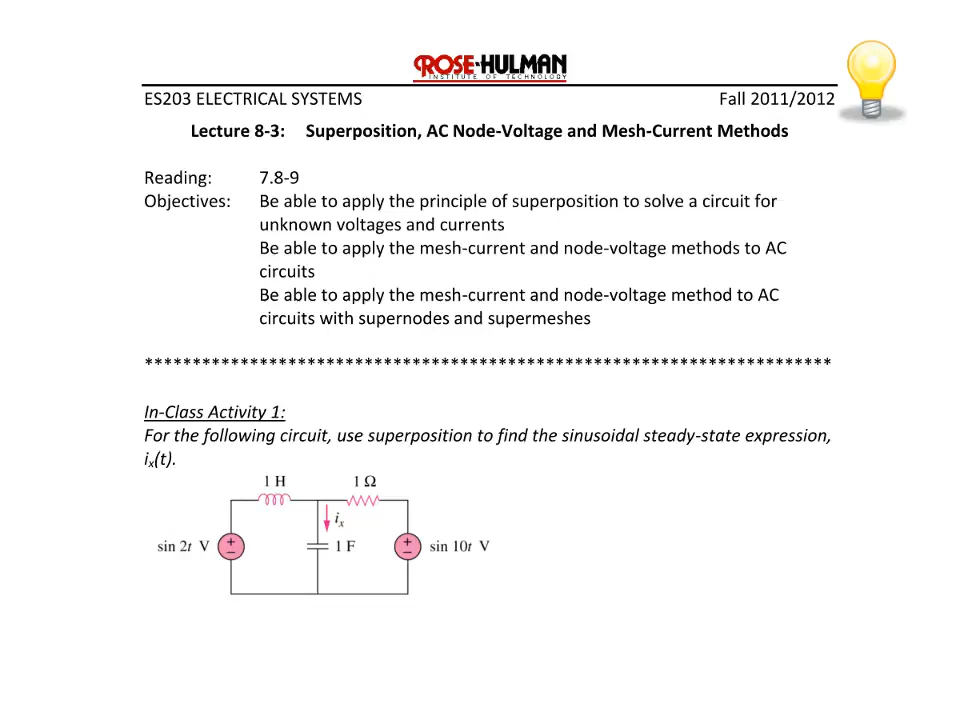 ROSE-HULMAN
INSTITUTE OF TECHNOLOGY
ES203 ELECTRICAL SYSTEMS Fall 2011/2012
Lecture 8-3: Superposition, AC Node-Voltage and Mesh-Current Methods
Reading: 7.8-9
Objectives: Be able to apply the principle of superposition to solve a circuit for
unknown voltages and currents
Be able to apply the mesh-current and node-voltage methods to AC
circuits
Be able to apply the mesh-current and node-voltage method to AC
circuits with supernodes and supermeshes
************************************************************************
In-Class Activity 1:
For the following circuit, use superposition to find the sinusoidal steady-state expression,
iₓ(t).
1 H 1 Ω
iₓ
sin 2t V + − 1 F + − sin 10t V